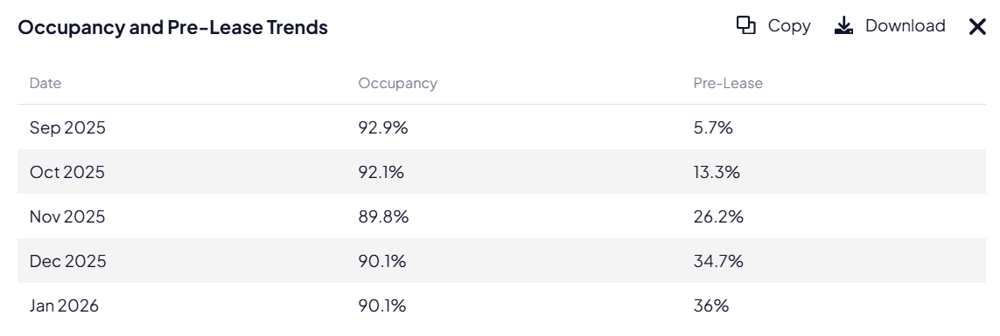 Occupancy and Pre-Lease Trends Copy Download
Date Occupancy Pre-Lease
Sep 2025 92.9% 5.7%
Oct 2025 92.1% 13.3%
Nov 2025 89.8% 26.2%
Dec 2025 90.1% 34.7%
Jan 2026 90.1% 36%